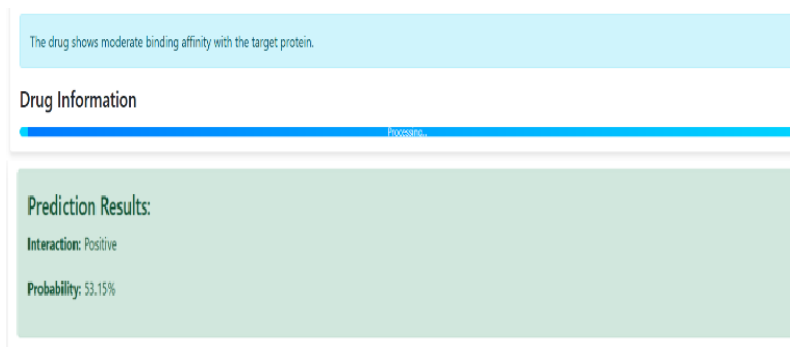 The drug shows moderate binding affinity with the target protein.
Drug Information
Processing...
Prediction Results:
Interaction: Positive
Probability: 53.15%